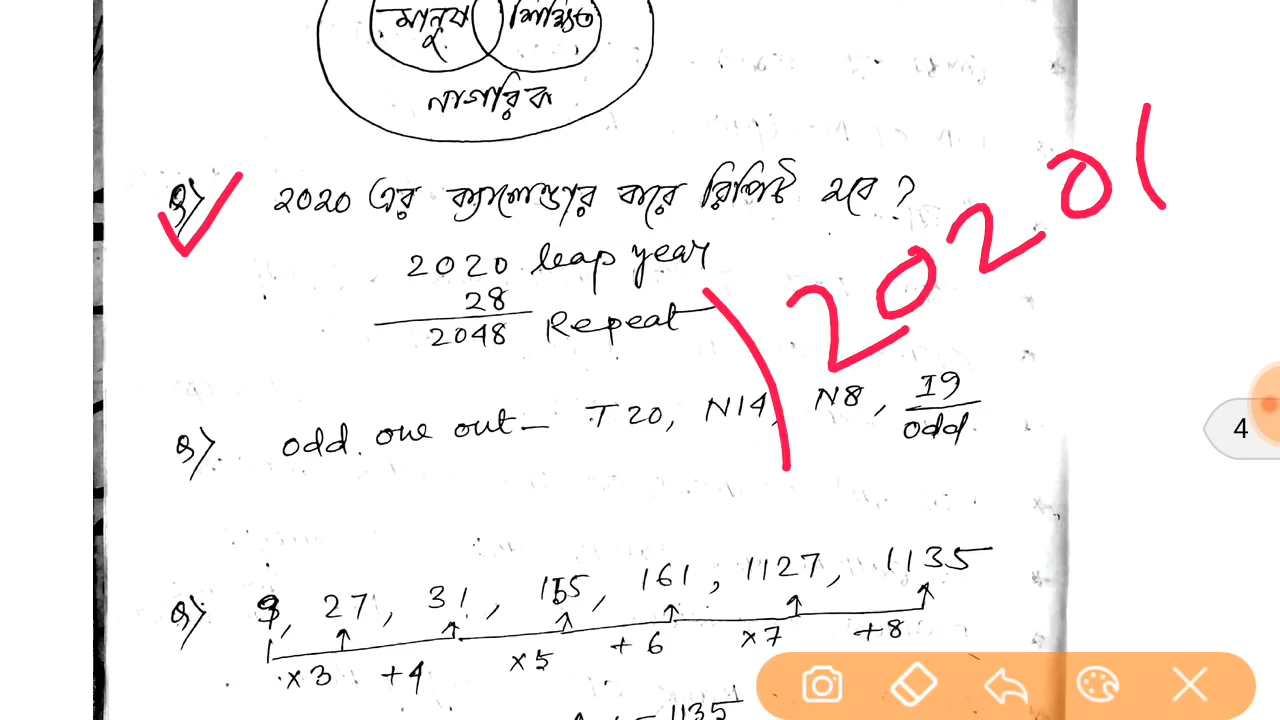 মানুষ শিক্ষিত
নাগরিক
Q) 2020 এর ক্যালেন্ডার কবে রিপিট হবে ?
2020 leap year
28
2048 Repeat
2020
Q) odd one out - T20, N14, N8, I9
odd
Q) 9, 27, 31, 155, 161, 1127, 1135
×3 +4 ×5 +6 ×7 +8
1135
4